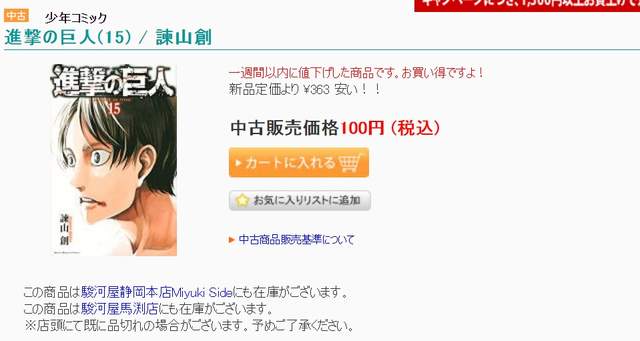 キャンペーンにつき、1,500円以上お買上げで
中古 少年コミック
進撃の巨人(15) / 諫山創
進撃の巨人
15
諫山創
一週間以内に値下げした商品です。お買い得ですよ!
新品定価より ¥363 安い!!
中古販売価格100円 (税込)
カートに入れる
お気に入りリストに追加
中古商品販売基準について
この商品は駿河屋静岡本店Miyuki Sideにも在庫がございます。
この商品は駿河屋馬渕店にも在庫がございます。
※店頭にて既に品切れの場合がございます。予めご了承ください。